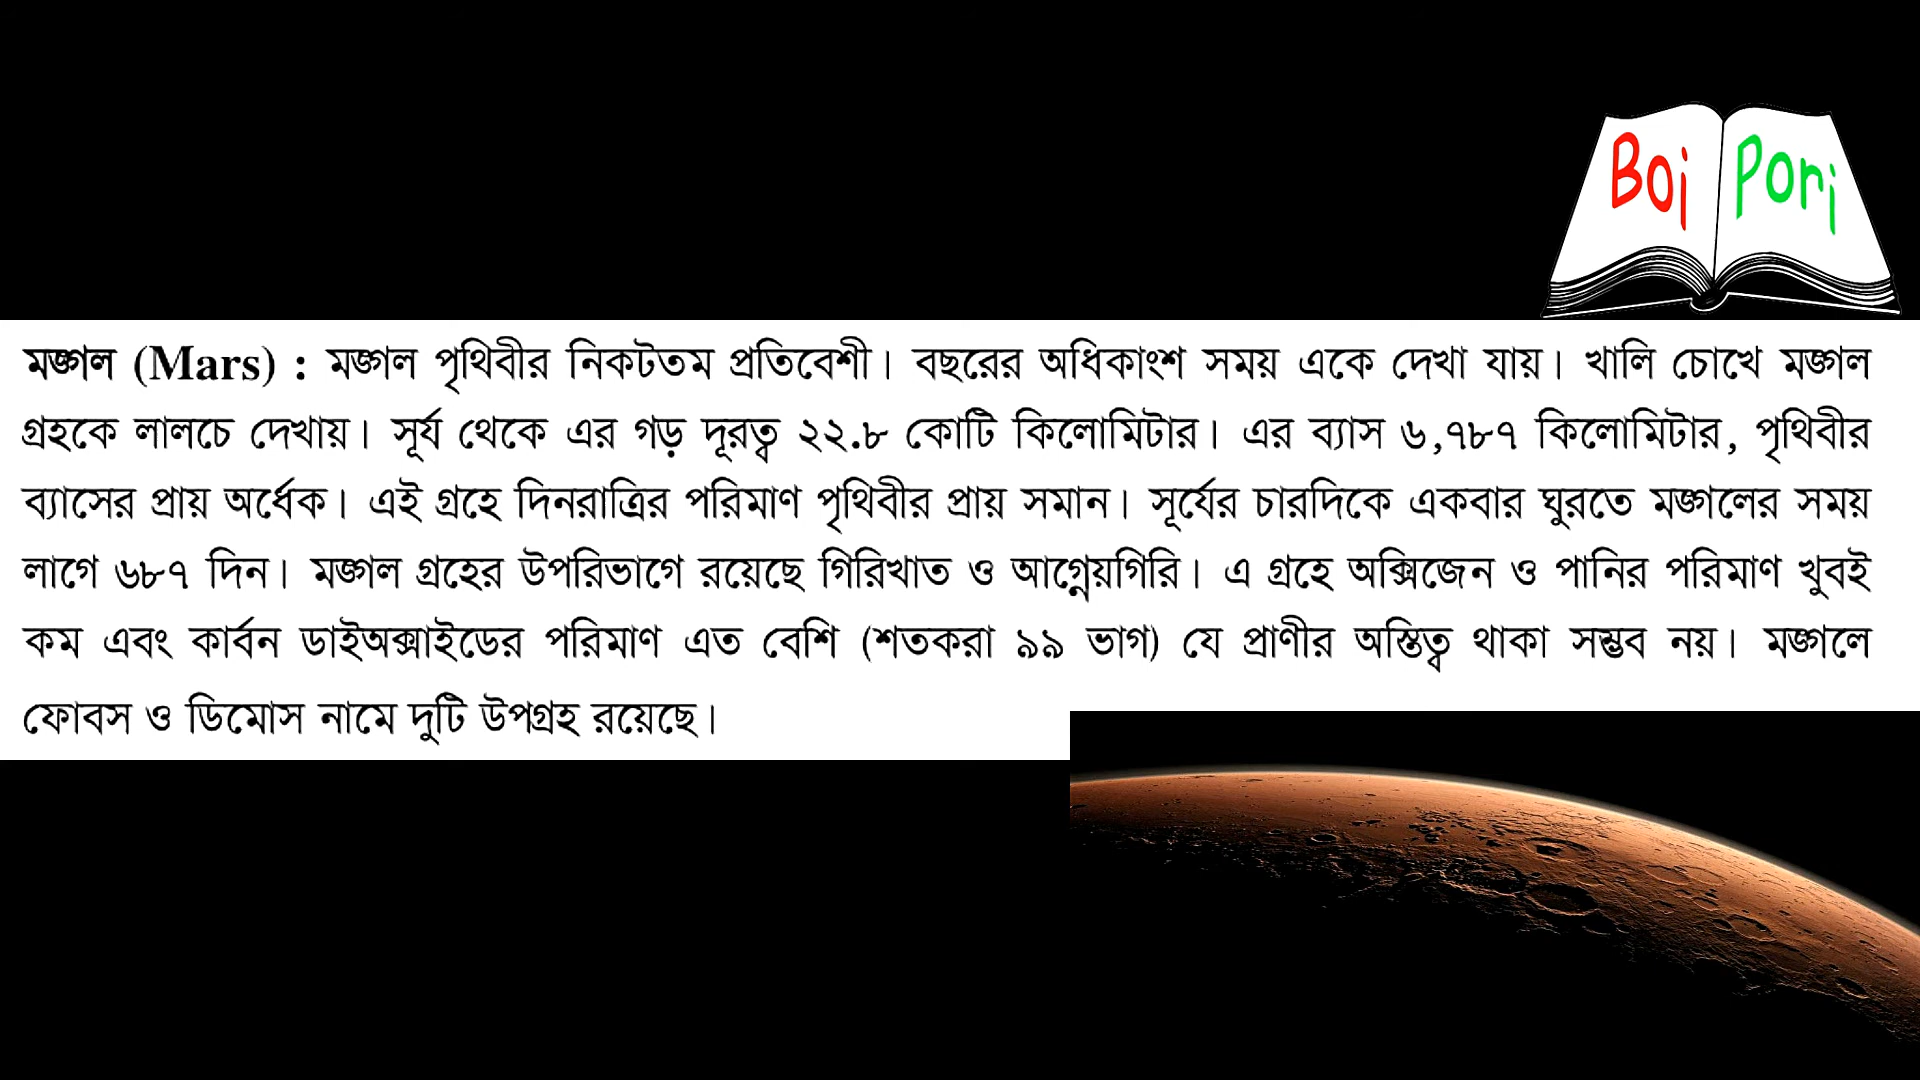 Boi Pori
মঙ্গল (Mars) : মঙ্গল পৃথিবীর নিকটতম প্রতিবেশী। বছরের অধিকাংশ সময় একে দেখা যায়। খালি চোখে মঙ্গল
গ্রহকে লালচে দেখায়। সূর্য থেকে এর গড় দূরত্ব ২২.৮ কোটি কিলোমিটার। এর ব্যাস ৬,৭৮৭ কিলোমিটার, পৃথিবীর
ব্যাসের প্রায় অর্ধেক। এই গ্রহে দিনরাত্রির পরিমাণ পৃথিবীর প্রায় সমান। সূর্যের চারদিকে একবার ঘুরতে মঙ্গলের সময়
লাগে ৬৮৭ দিন। মঙ্গল গ্রহের উপরিভাগে রয়েছে গিরিখাত ও আগ্নেয়গিরি। এ গ্রহে অক্সিজেন ও পানির পরিমাণ খুবই
কম এবং কার্বন ডাইঅক্সাইডের পরিমাণ এত বেশি (শতকরা ৯৯ ভাগ) যে প্রাণীর অস্তিত্ব থাকা সম্ভব নয়। মঙ্গলে
ফোবস ও ডিমোস নামে দুটি উপগ্রহ রয়েছে।